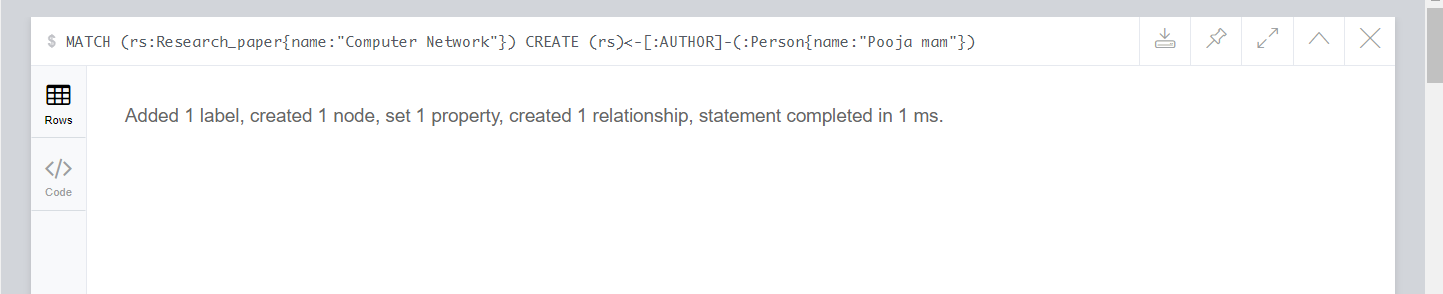 $ MATCH (rs:Research_paper{name:"Computer Network"}) CREATE (rs)<-[:AUTHOR]-(:Person{name:"Pooja mam"})
Rows
Added 1 label, created 1 node, set 1 property, created 1 relationship, statement completed in 1 ms.
</> 
Code